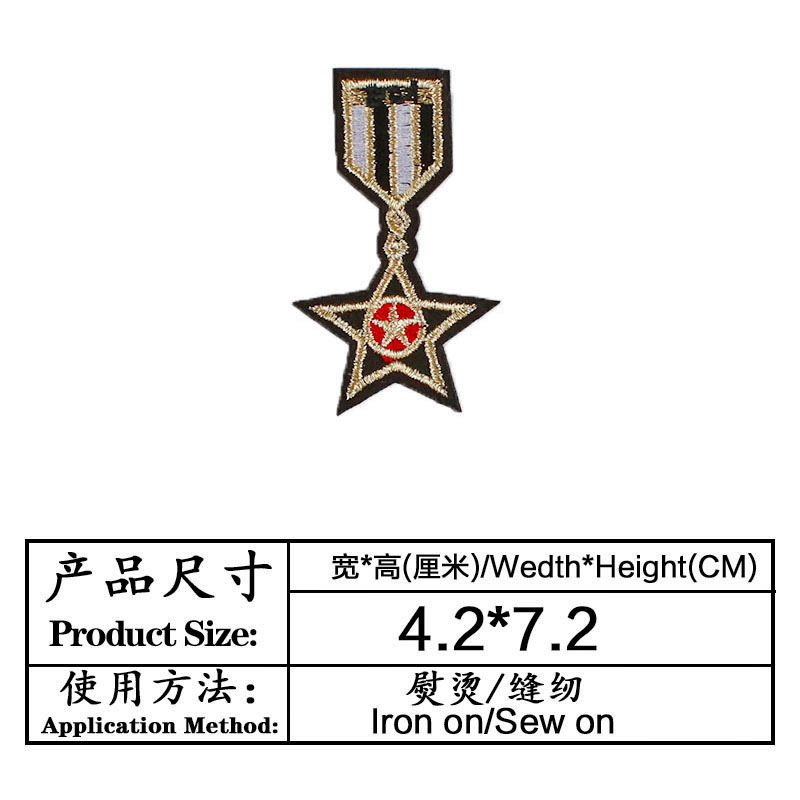 产品尺寸
Product Size:
宽*高(厘米)/Wedth*Height(CM)
4.2*7.2
使用方法:
Application Method:
熨烫/缝纫
Iron on/Sew on